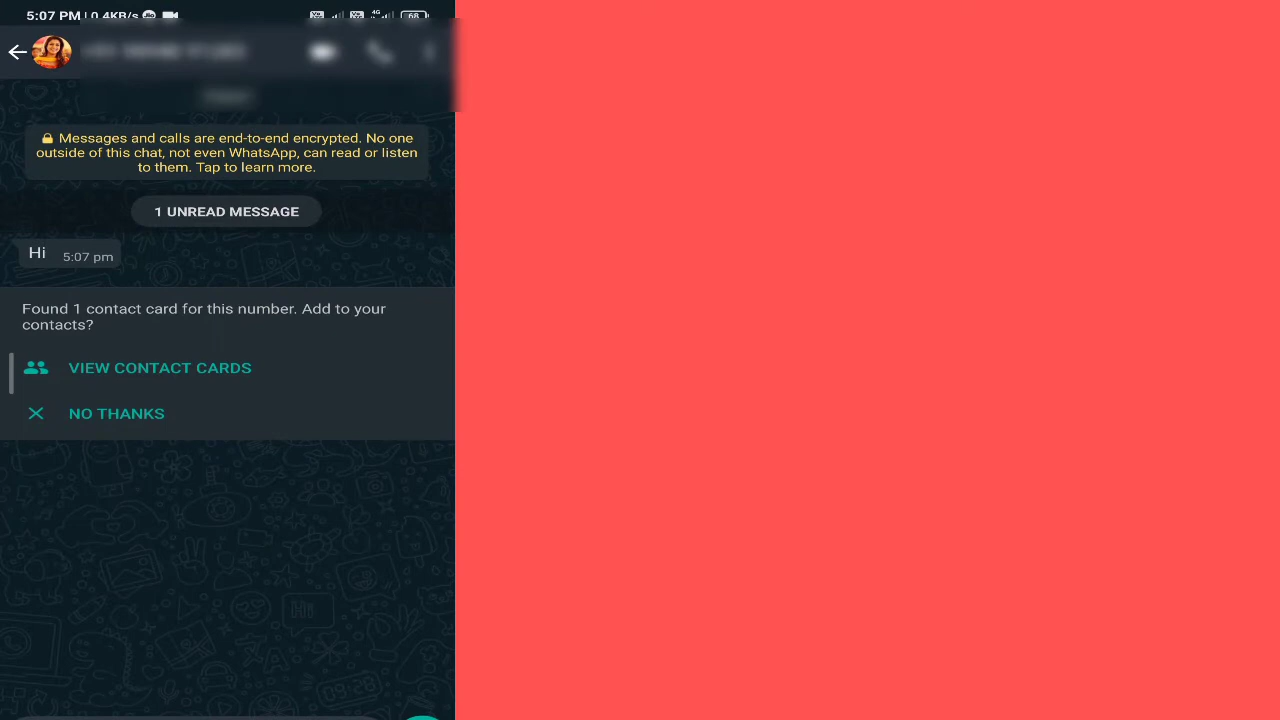 5:07 PM | 0.4KB/s
4G
68
Messages and calls are end-to-end encrypted. No one
outside of this chat, not even WhatsApp, can read or listen
to them. Tap to learn more.
1 UNREAD MESSAGE
Hi 5:07 pm
Found 1 contact card for this number. Add to your
contacts?
VIEW CONTACT CARDS
NO THANKS